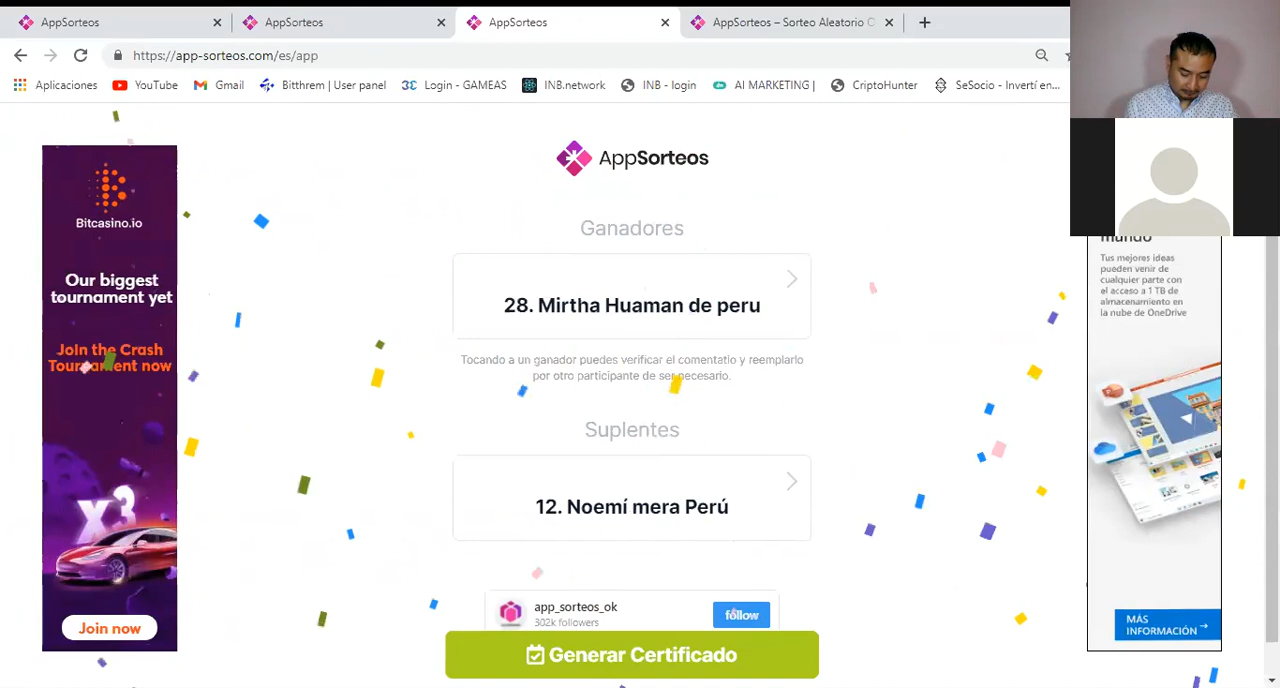 AppSorteos
AppSorteos
AppSorteos
AppSorteos – Sorteo Aleatorio
https://app-sorteos.com/es/app
Aplicaciones
YouTube
Gmail
Bitthrem | User panel
Login - GAMEAS
INB.network
INB - login
AI MARKETING |
CriptoHunter
SeSocio - Invertí en...
Bitcasino.io
Our biggest
tournament yet
Join the Crash
Tournament now
x3
Join now
AppSorteos
Ganadores
28. Mirtha Huaman de peru
Tocando a un ganador puedes verificar el comentatio y reemplarlo
por otro participante de ser necesario.
Suplentes
12. Noemí mera Perú
app_sorteos_ok
302k followers
follow
Generar Certificado
mundo
Tus mejores ideas
pueden venir de
cualquier parte con
el acceso a 1 TB de
almacenamiento en
la nube de OneDrive
MÁS
INFORMACIÓN →